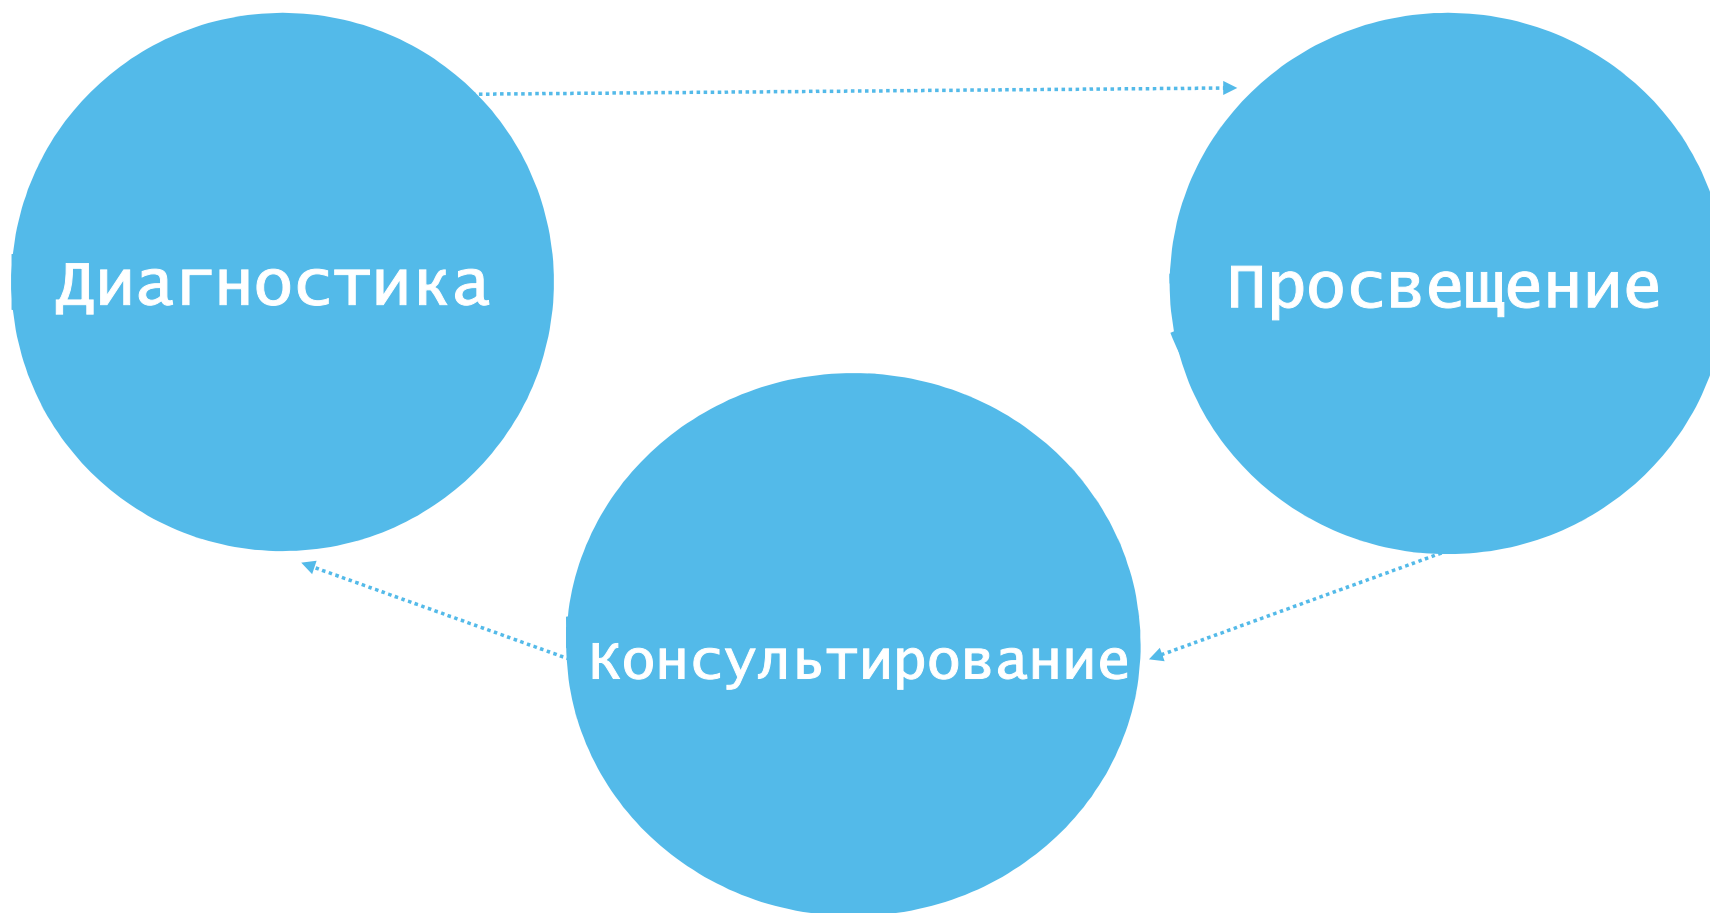 Диагностика
Просвещение
Консультирование